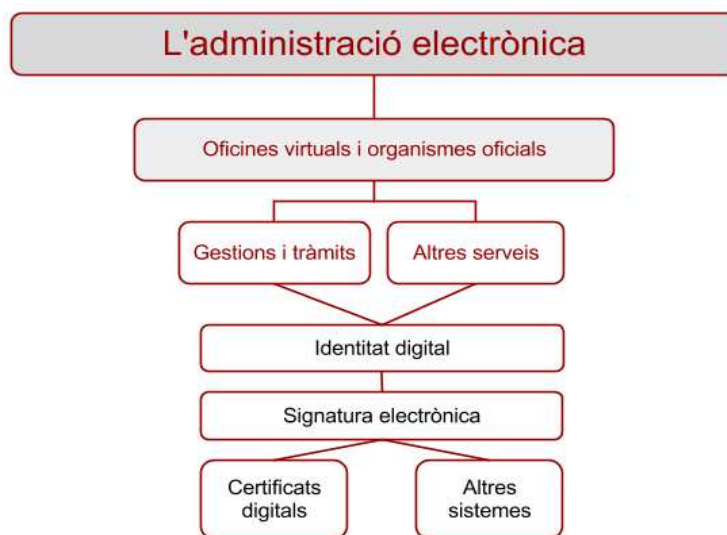 L'administració electrònica
Oficines virtuals i organismes oficials
Gestions i tràmits
Altres serveis
Identitat digital
Signatura electrònica
Certificats
digitals
Altres
sistemes